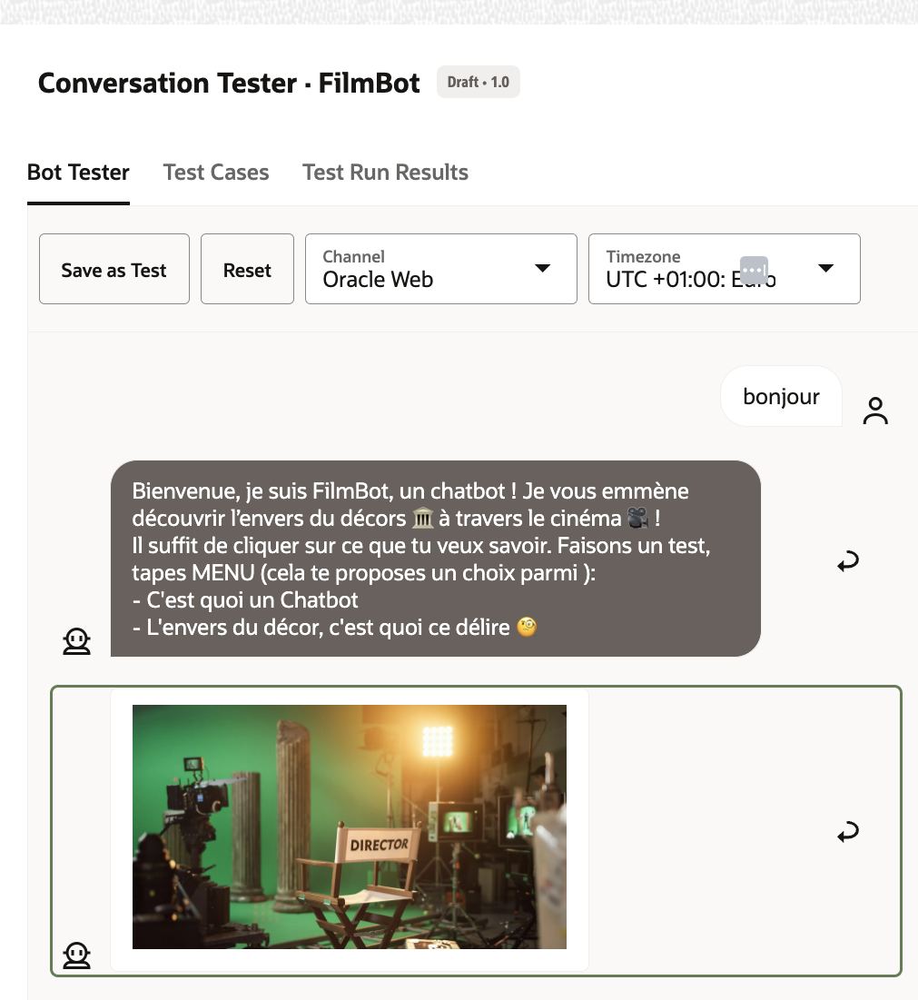 Conversation Tester · FilmBot Draft • 1.0
Bot Tester Test Cases Test Run Results
Save as Test Reset Channel Oracle Web Timezone UTC +01:00:
bonjour
Bienvenue, je suis FilmBot, un chatbot ! Je vous emmène
découvrir l’envers du décors 🏛️ à travers le cinéma 🎥 !
Il suffit de cliquer sur ce que tu veux savoir. Faisons un test,
tapes MENU (cela te proposes un choix parmi ):
- C'est quoi un Chatbot
- L'envers du décor, c'est quoi ce délire 🧐
DIRECTOR